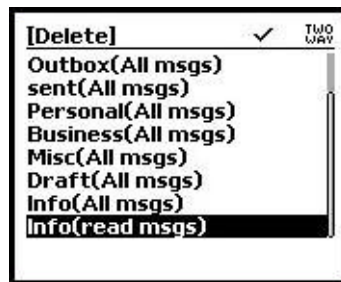 [Delete]
TWO
WAY
Outbox(All msgs)
sent(All msgs)
Personal(All msgs)
Business(All msgs)
Misc(All msgs)
Draft(All msgs)
Info(All msgs)
Info(read msgs)